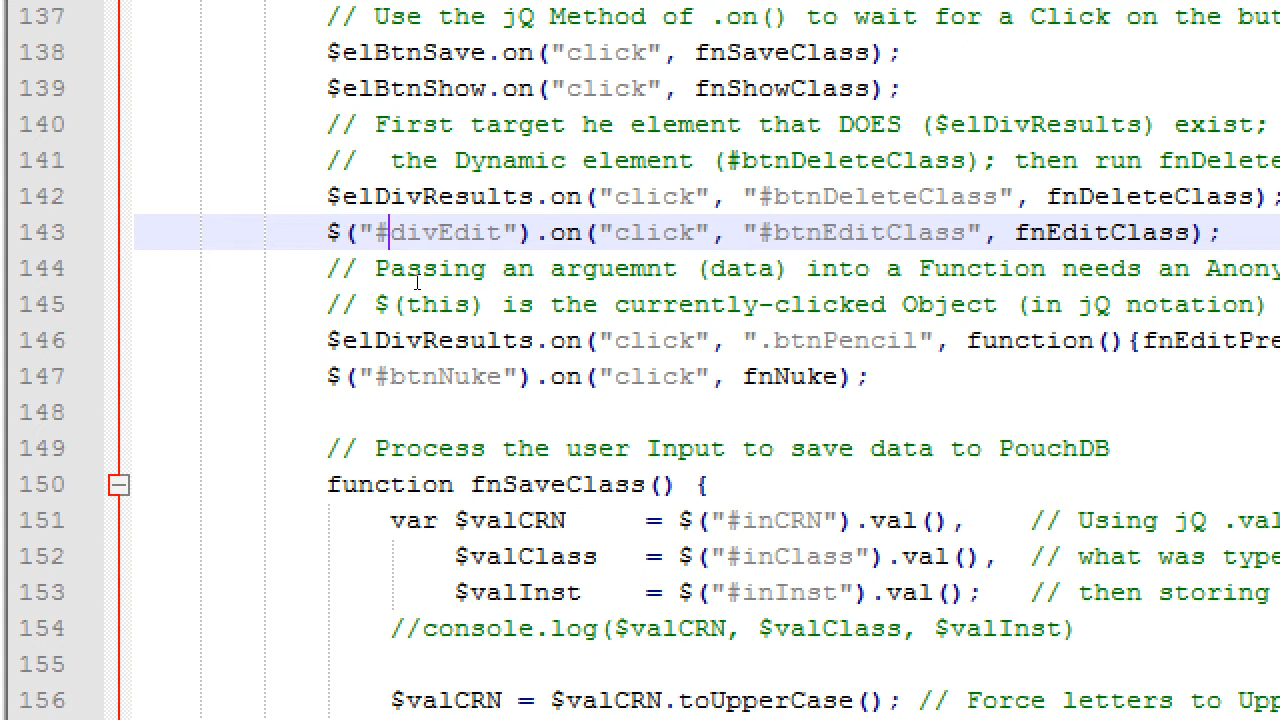 137 // Use the jQ Method of .on() to wait for a Click on the but
138 $elBtnSave.on("click", fnSaveClass);
139 $elBtnShow.on("click", fnShowClass);
140 // First target he element that DOES ($elDivResults) exist;
141 //  the Dynamic element (#btnDeleteClass); then run fnDelete
142 $elDivResults.on("click", "#btnDeleteClass", fnDeleteClass);
143 $("#divEdit").on("click", "#btnEditClass", fnEditClass);
144 // Passing an arguemnt (data) into a Function needs an Anony
145 // $(this) is the currently-clicked Object (in jQ notation)
146 $elDivResults.on("click", ".btnPencil", function(){fnEditPre
147 $("#btnNuke").on("click", fnNuke);
148
149 // Process the user Input to save data to PouchDB
150 function fnSaveClass() {
151 var $valCRN     = $("#inCRN").val(),    // Using jQ .val
152 $valClass   = $("#inClass").val(),  // what was type
153 $valInst    = $("#inInst").val();   // then storing
154 //console.log($valCRN, $valClass, $valInst)
155
156 $valCRN = $valCRN.toUpperCase(); // Force letters to Upp